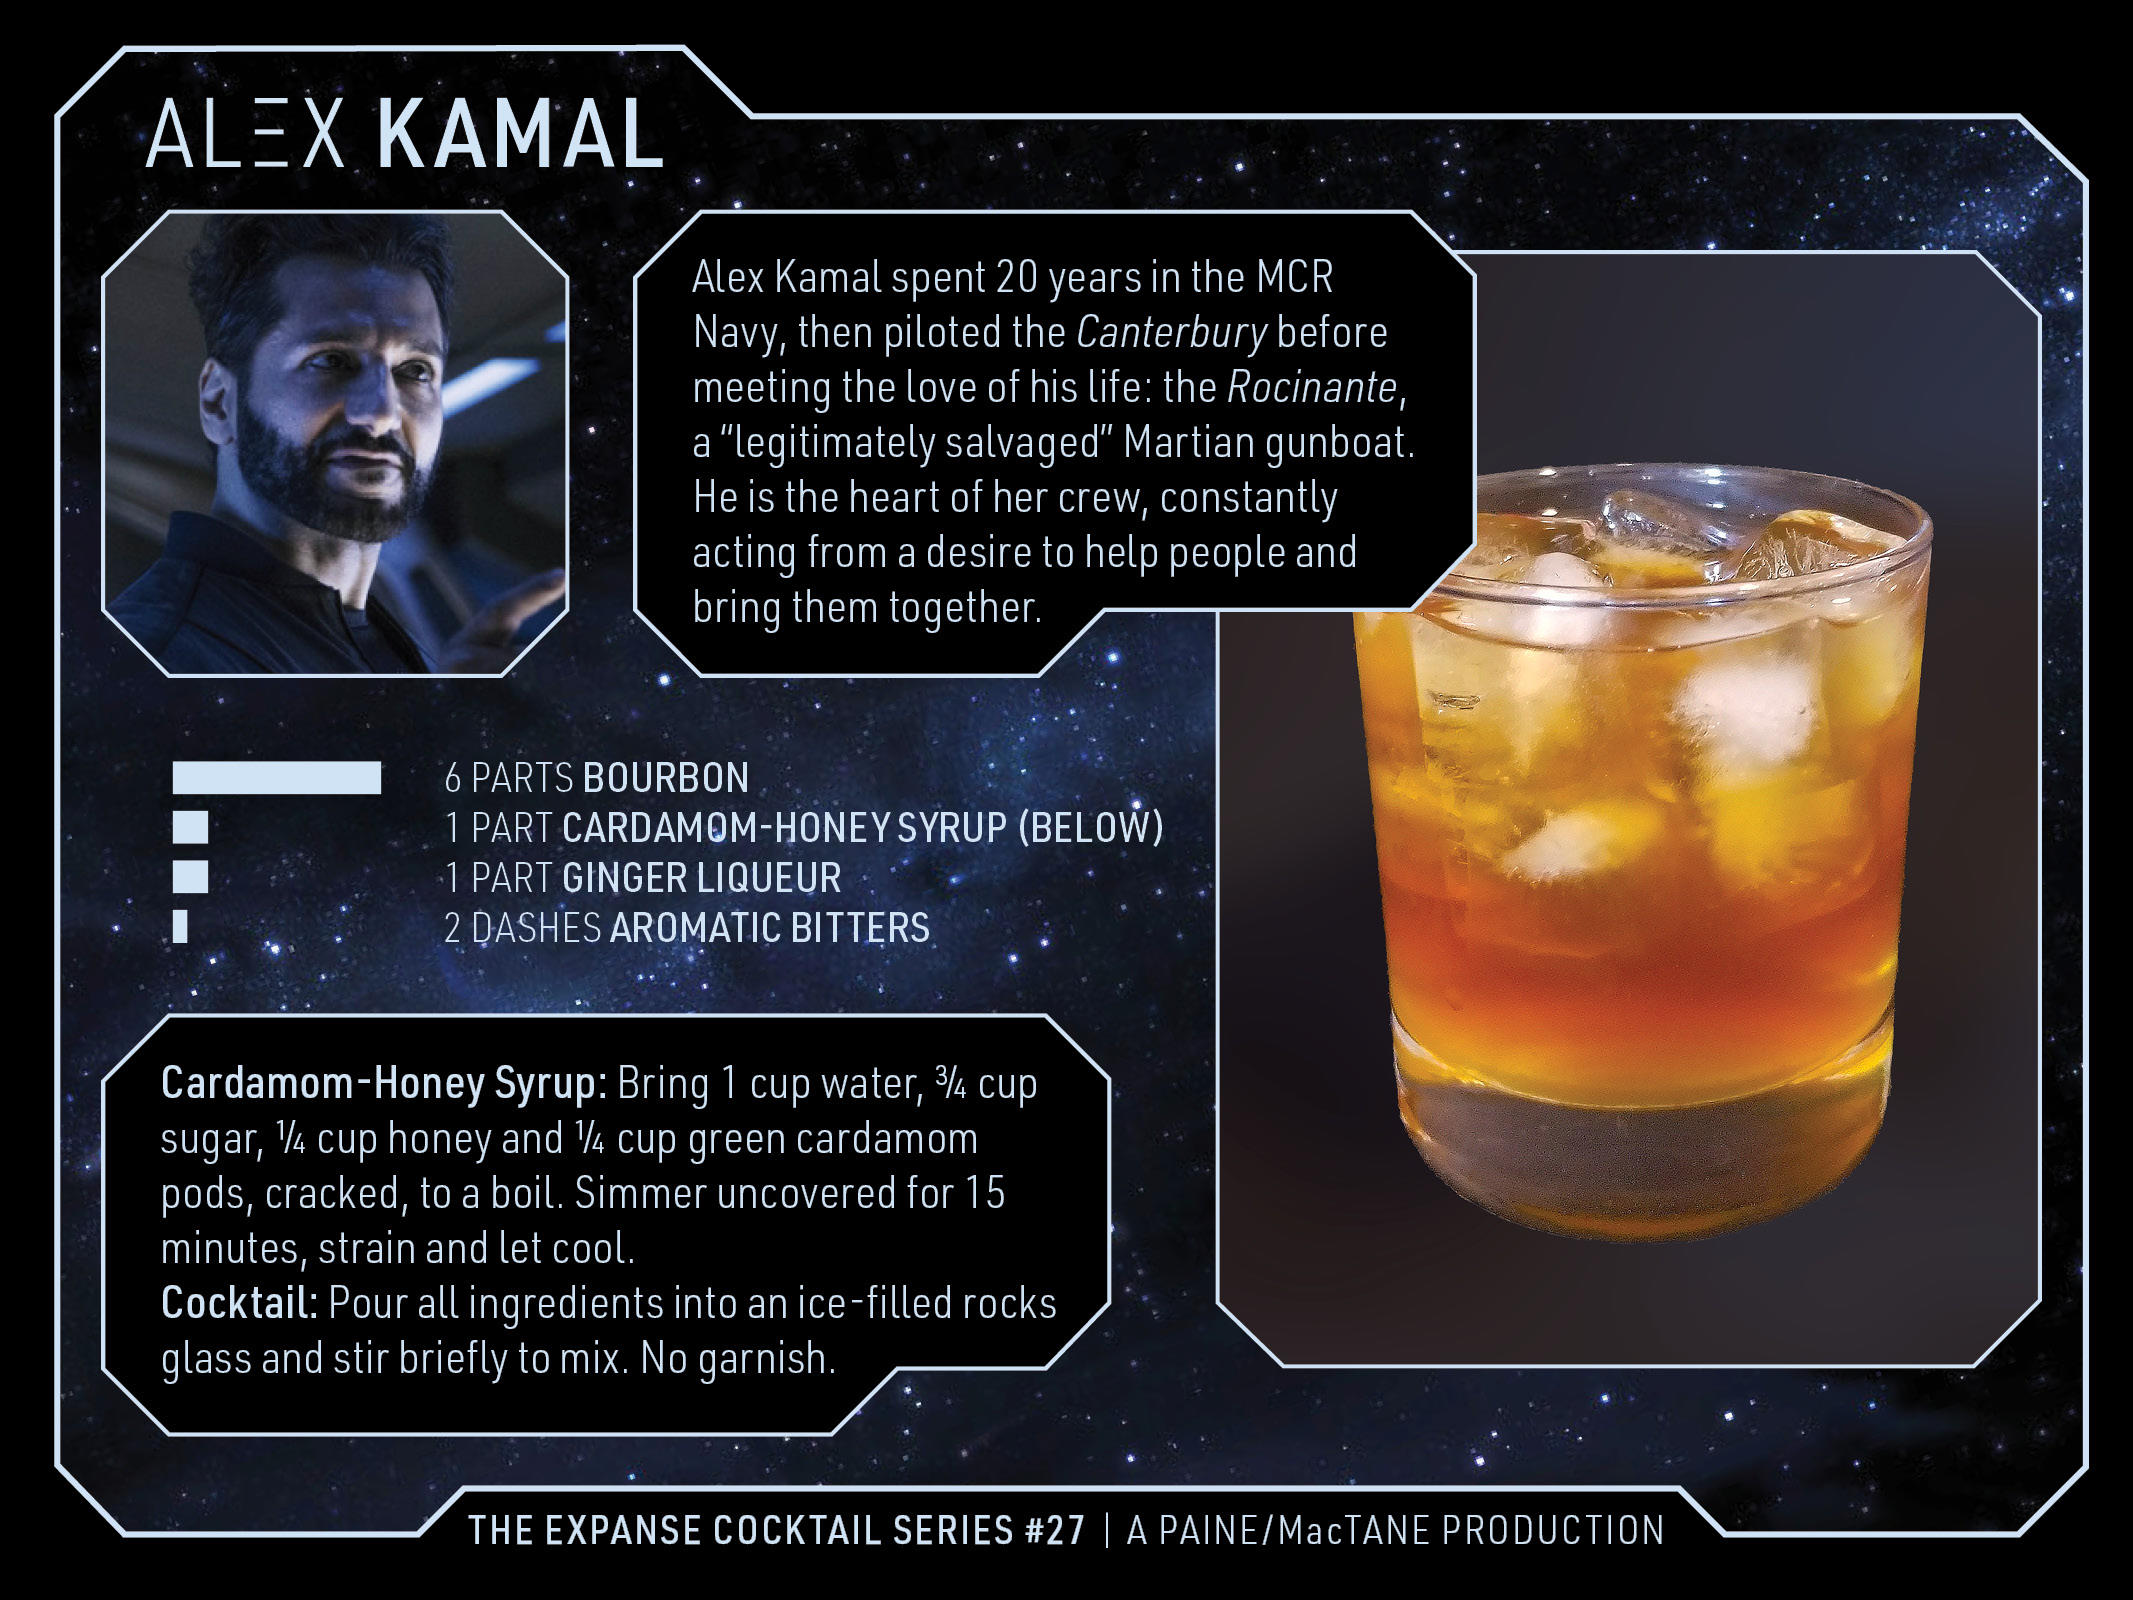 ALEX KAMAL
Alex Kamal spent 20 years in the MCR
Navy, then piloted the Canterbury before
meeting the love of his life: the Rocinante,
a “legitimately salvaged” Martian gunboat.
He is the heart of her crew, constantly
acting from a desire to help people and
bring them together.
6 PARTS BOURBON
1 PART CARDAMOM-HONEY SYRUP (BELOW)
1 PART GINGER LIQUEUR
2 DASHES AROMATIC BITTERS
Cardamom-Honey Syrup: Bring 1 cup water, ¾ cup
sugar, ¼ cup honey and ¼ cup green cardamom
pods, cracked, to a boil. Simmer uncovered for 15
minutes, strain and let cool.
Cocktail: Pour all ingredients into an ice-filled rocks
glass and stir briefly to mix. No garnish.
THE EXPANSE COCKTAIL SERIES #27 | A PAINE/MacTANE PRODUCTION